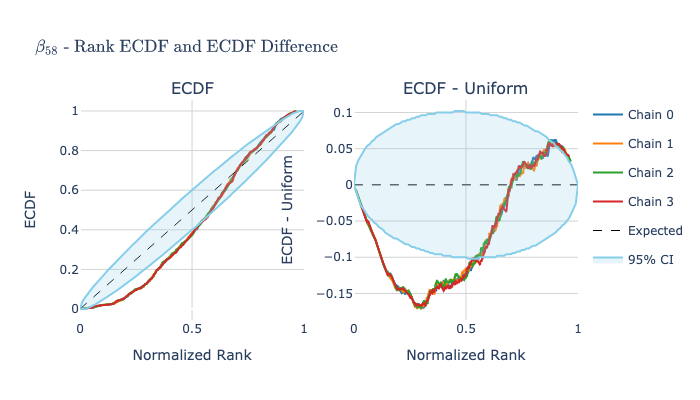 β58 - Rank ECDF and ECDF Difference
ECDF
ECDF - Uniform
1
0.8
0.6
0.4
0.2
0
ECDF
0
0.5
1
Normalized Rank
0.1
0.05
0
−0.05
−0.1
−0.15
ECDF - Uniform
0
0.5
1
Normalized Rank
Chain 0
Chain 1
Chain 2
Chain 3
Expected
95% CI